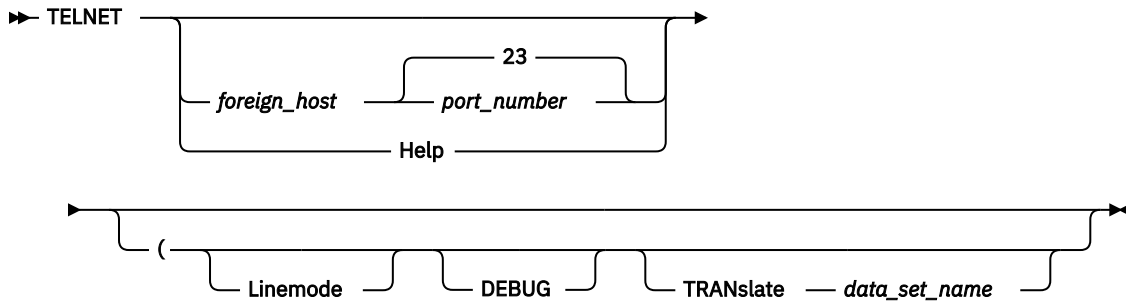 TELNET
23
foreign_host port_number
Help
(
Linemode DEBUG TRANslate data_set_name